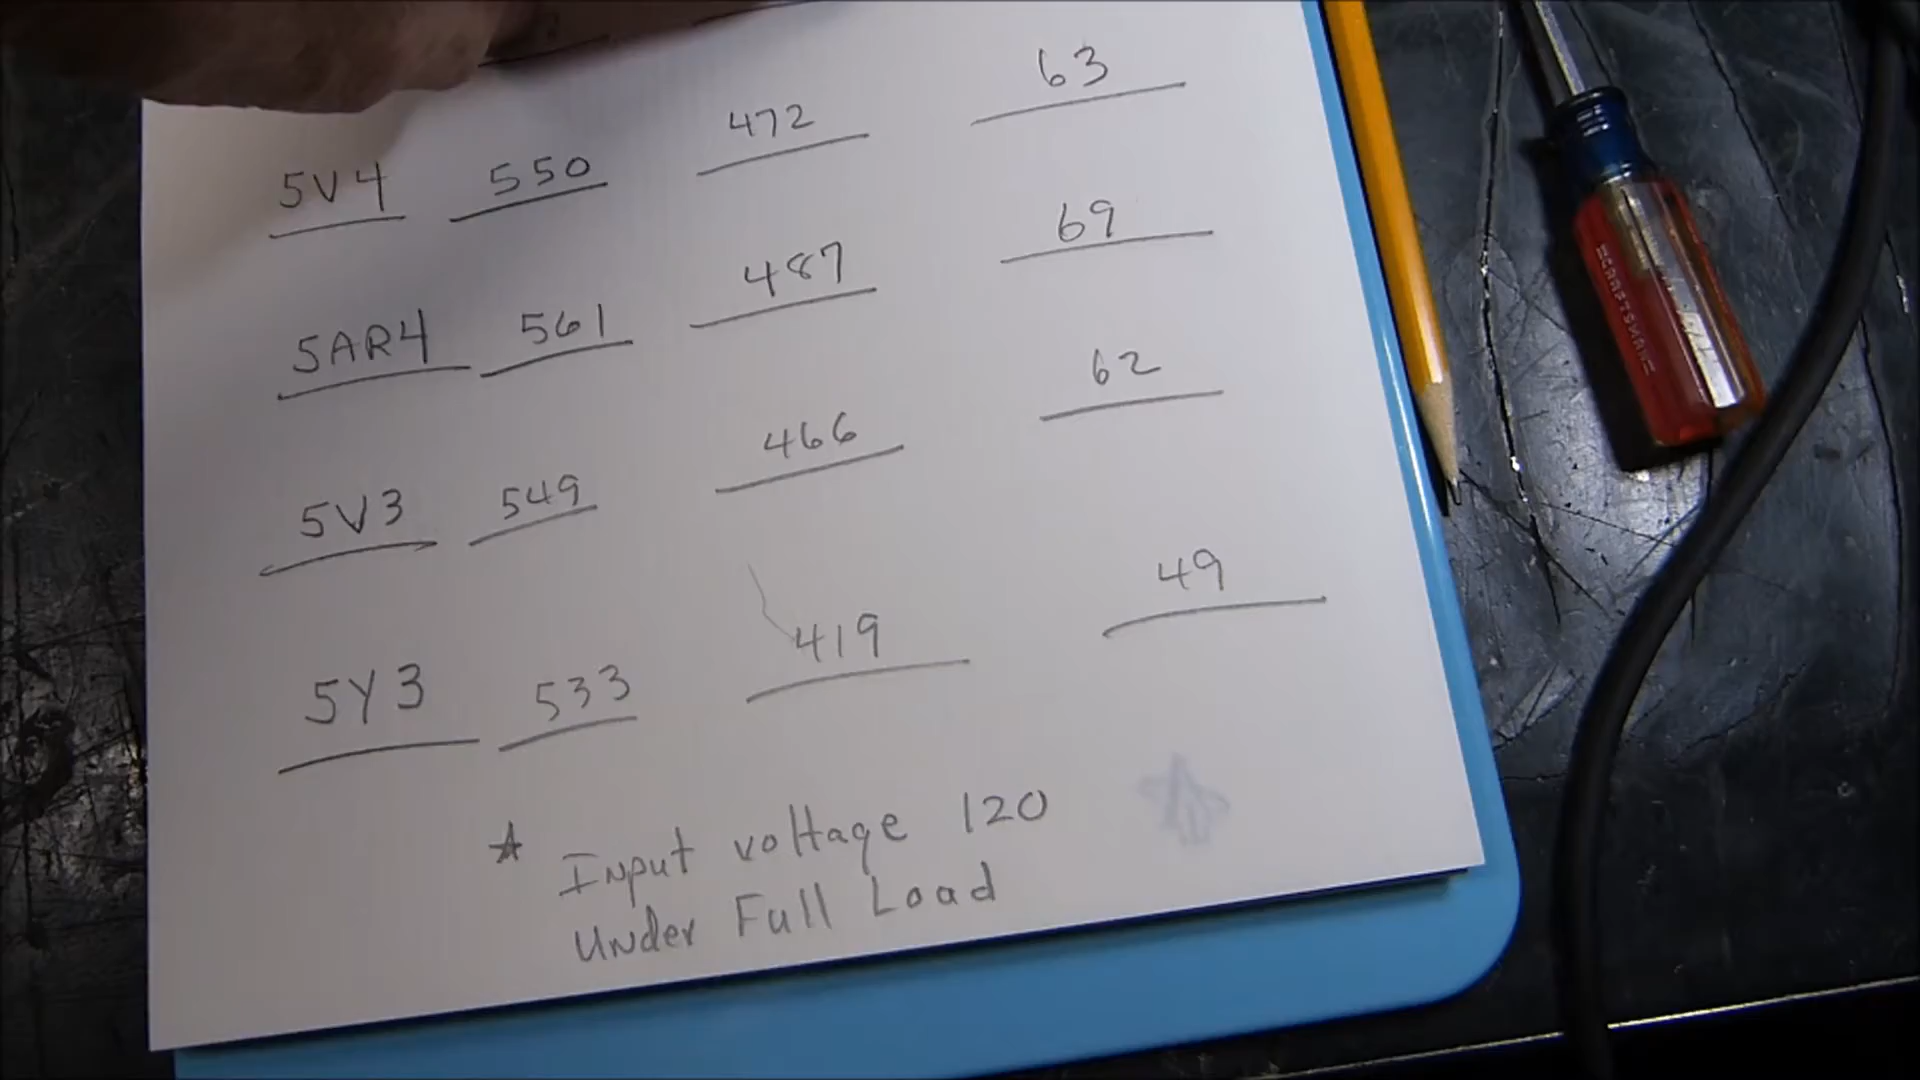 5V4 550 472 63
5AR4 561 487 69
5V3 549 466 62
5Y3 533 419 49
* Input voltage 120
Under Full Load
CRAFTSMAN